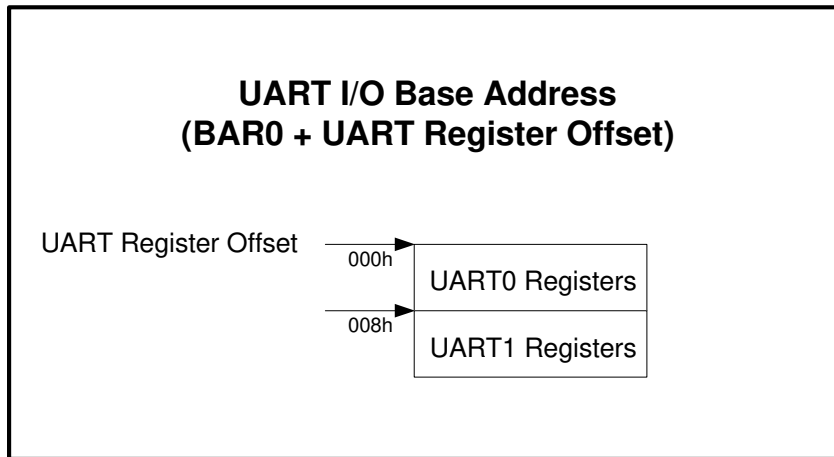 UART I/O Base Address
(BAR0 + UART Register Offset)
UART Register Offset
000h
UART0 Registers
008h
UART1 Registers